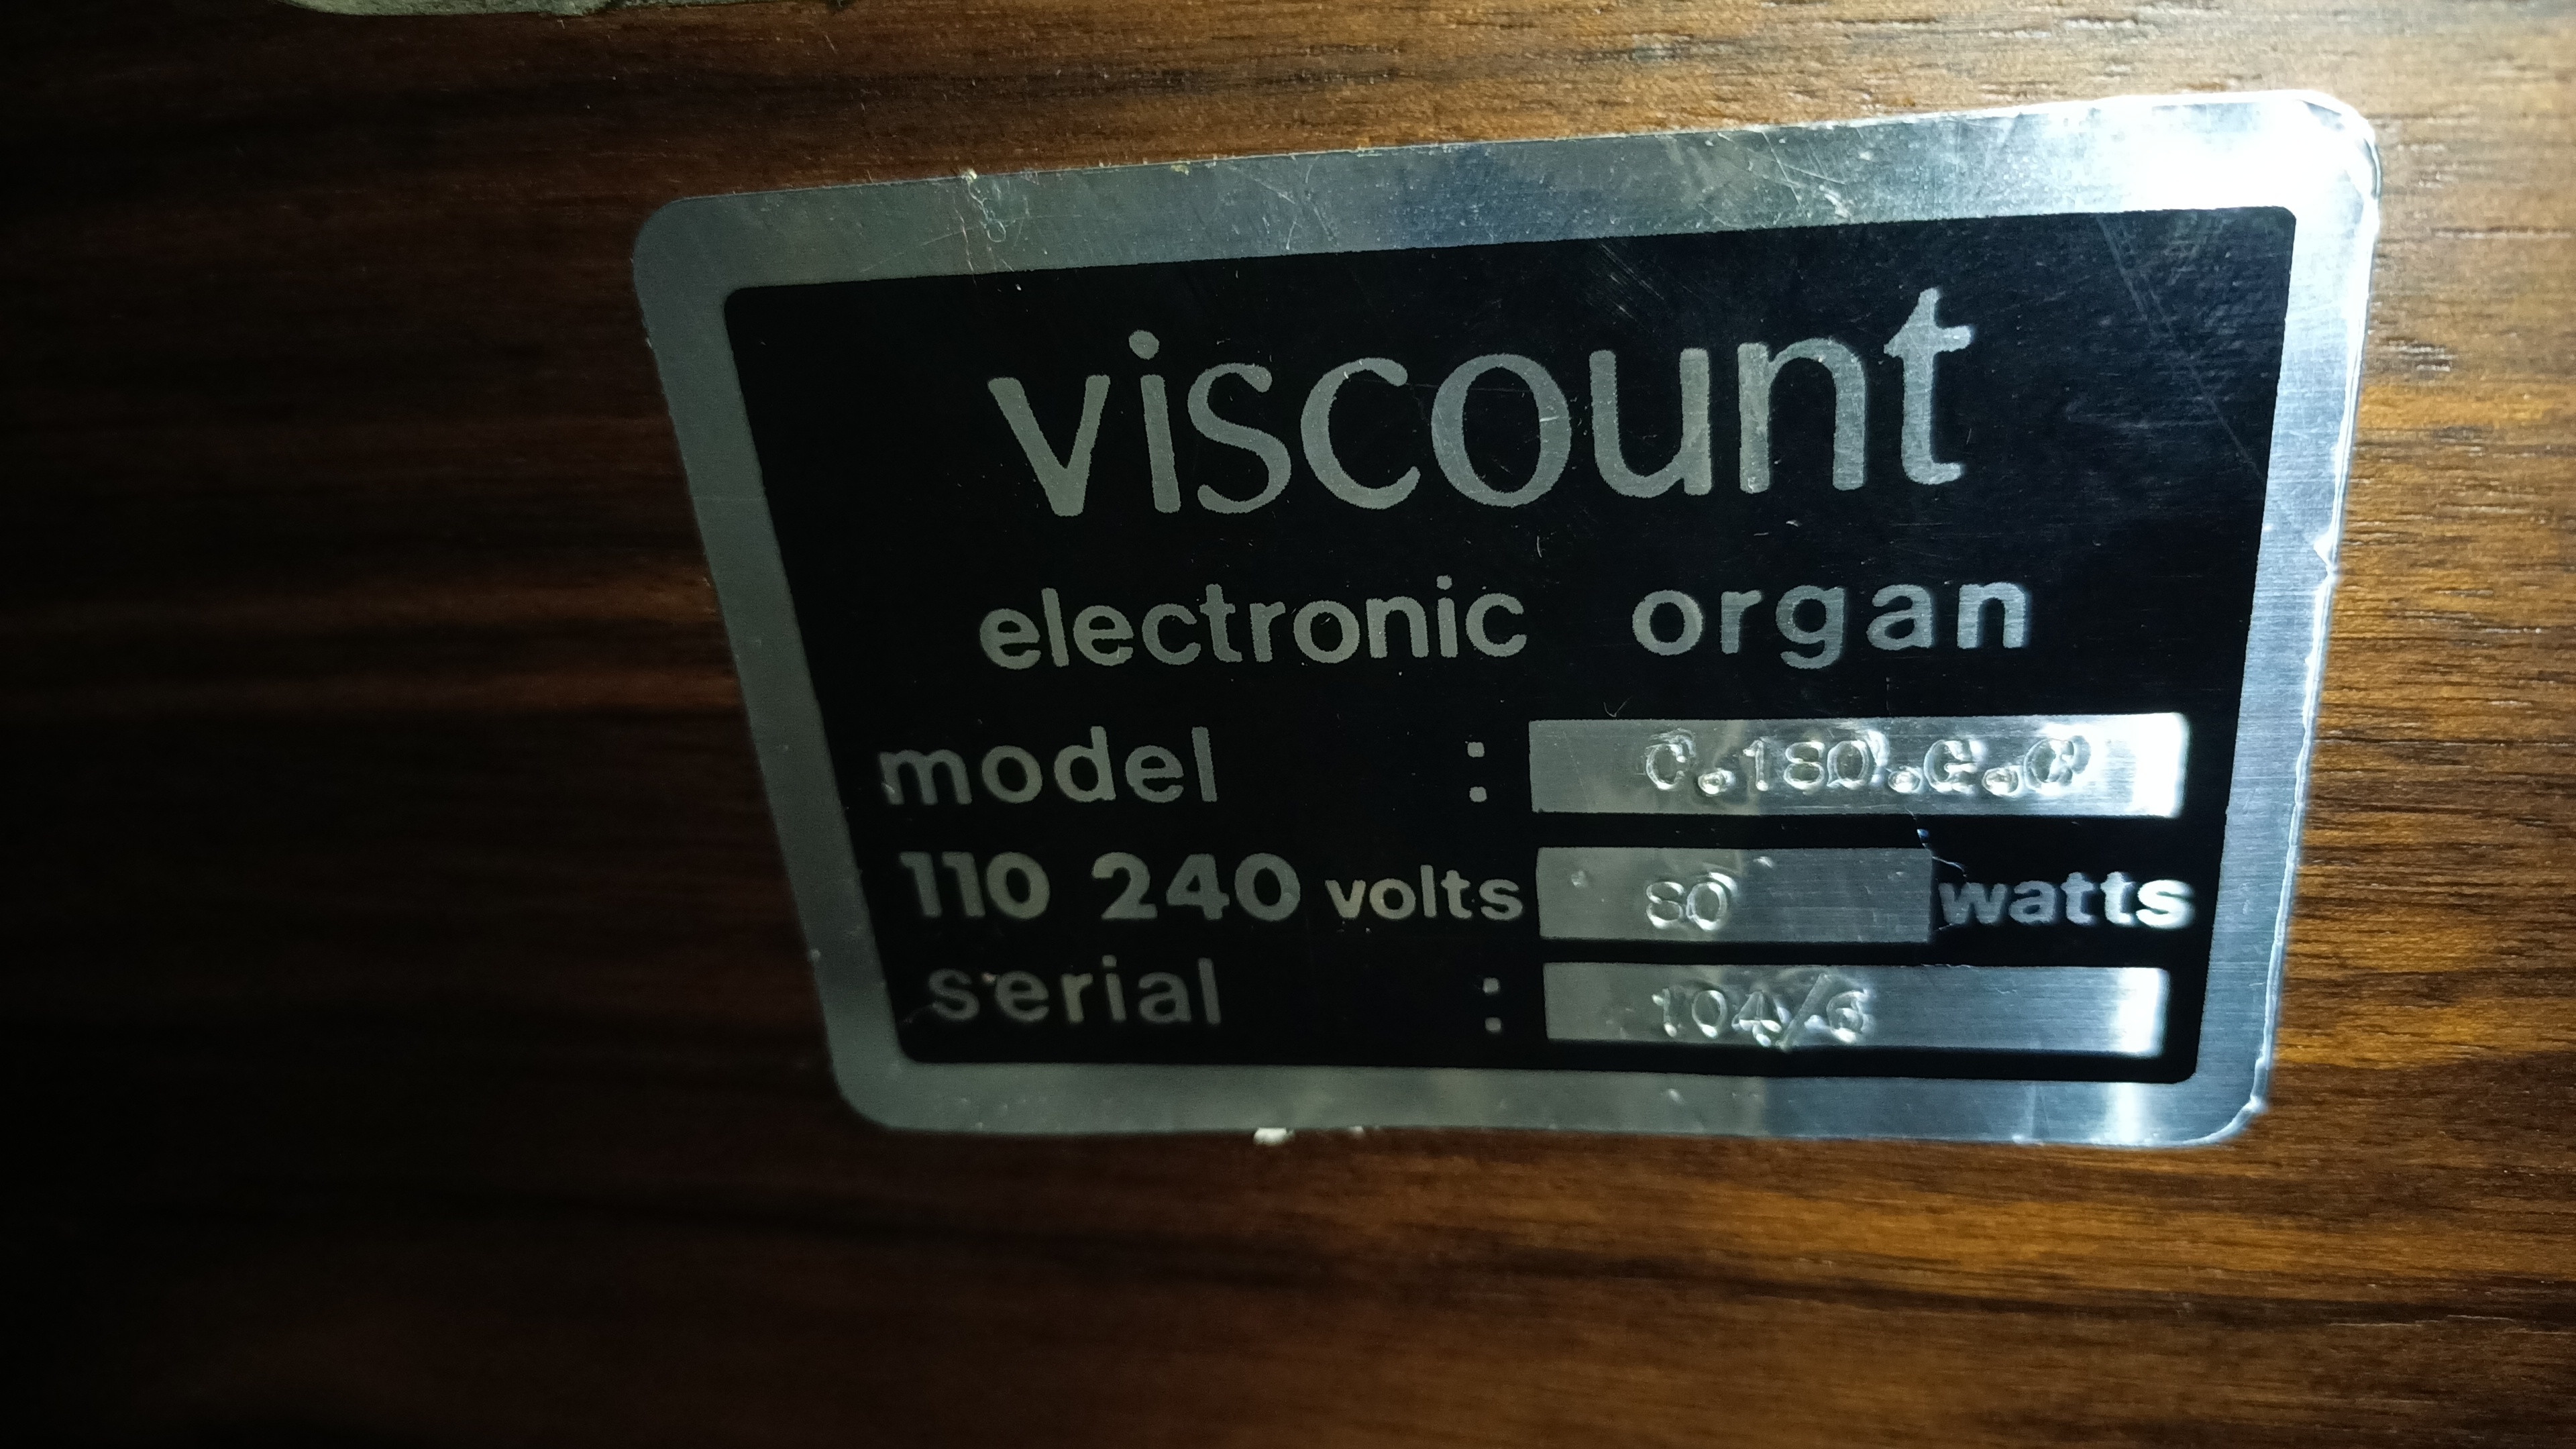 viscount
electronic organ
model : C.180.C.C
110 240 volts 80 watts
serial : 104/6